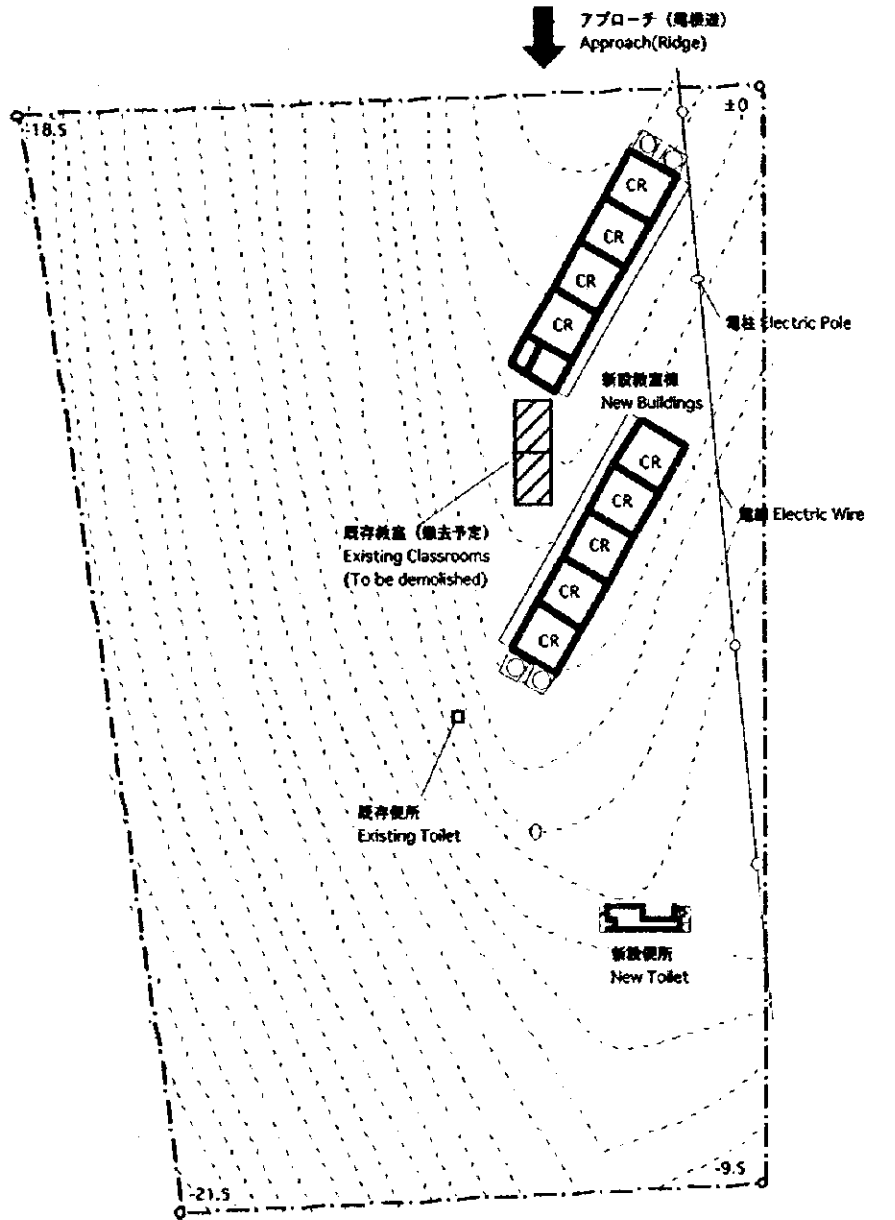 アプローチ(尾根道)
Approach(Ridge)
-18.5
±0
CR
CR
CR
CR
電柱 Electric Pole
新設教室棟
New Buildings
CR
CR
電線 Electric Wire
既存教室(撤去予定)
Existing Classrooms
(To be demolished)
CR
CR
CR
既存便所
Existing Toilet
新設便所
New Toilet
-21.5
-9.5